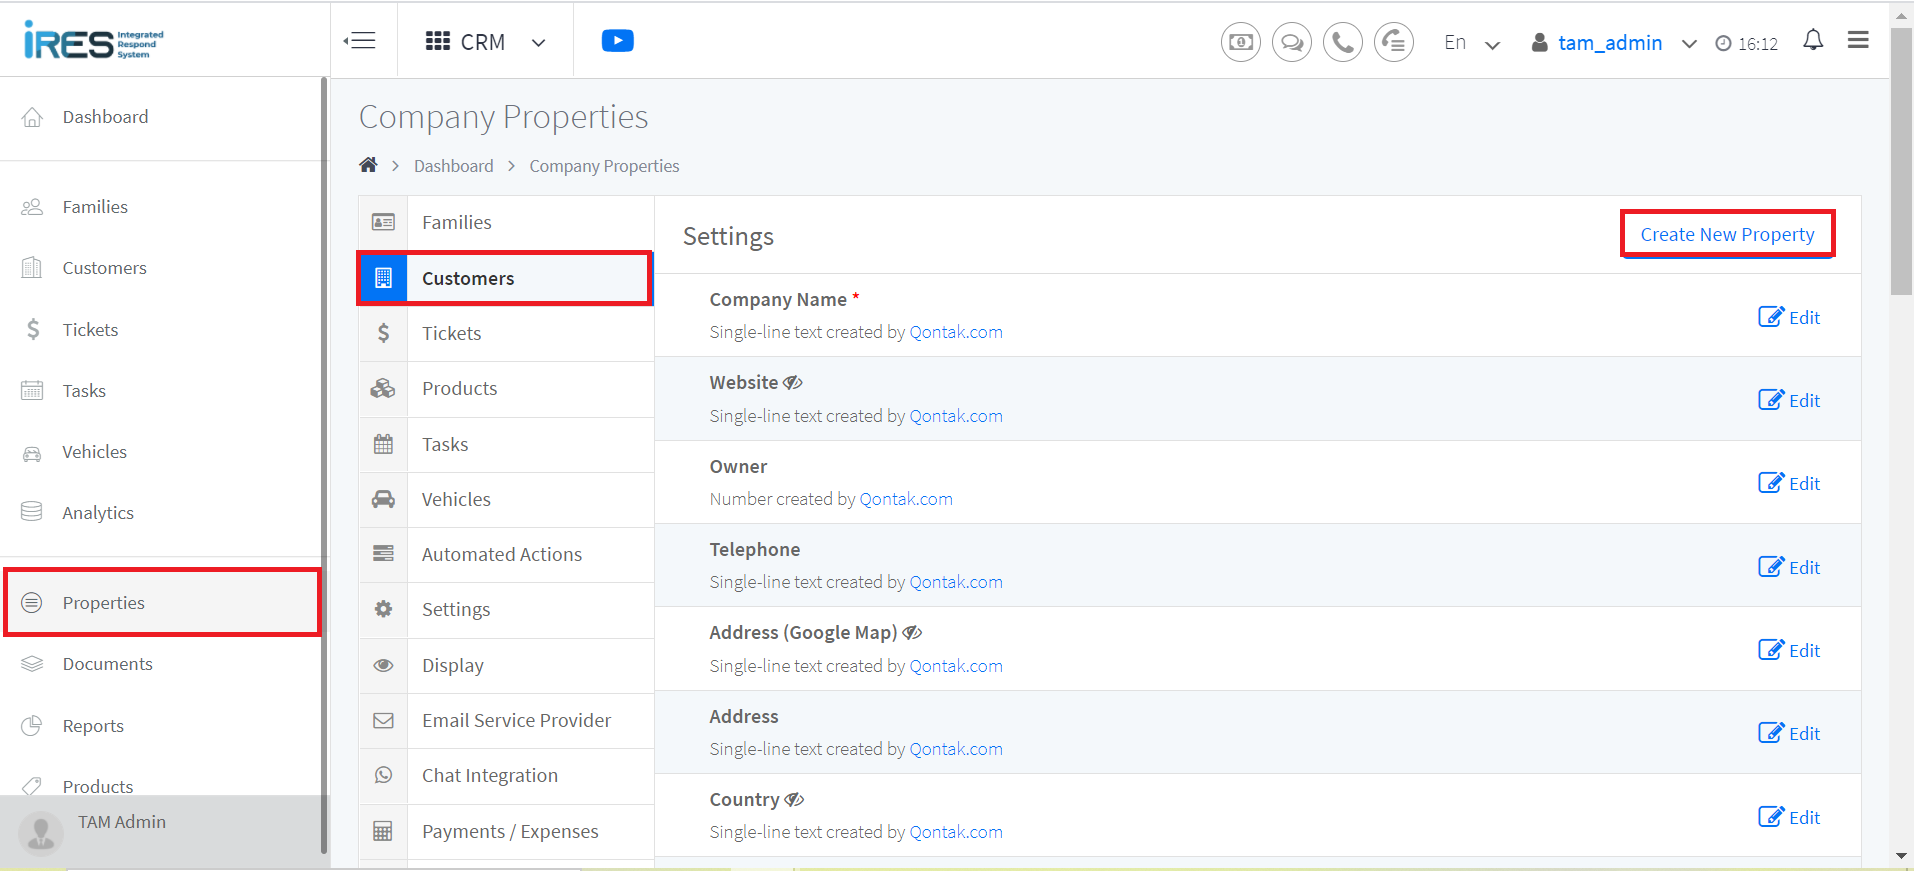 iRES Integrated Respond System
CRM
En
tam_admin
16:12
Dashboard
Families
Customers
Tickets
Tasks
Vehicles
Analytics
Properties
Documents
Reports
Products
TAM Admin
Company Properties
Dashboard > Company Properties
Families
Customers
Tickets
Products
Tasks
Vehicles
Automated Actions
Settings
Display
Email Service Provider
Chat Integration
Payments / Expenses
Settings
Create New Property
Company Name *
Single-line text created by Qontak.com
Edit
Website
Single-line text created by Qontak.com
Edit
Owner
Number created by Qontak.com
Edit
Telephone
Single-line text created by Qontak.com
Edit
Address (Google Map)
Single-line text created by Qontak.com
Edit
Address
Single-line text created by Qontak.com
Edit
Country
Single-line text created by Qontak.com
Edit